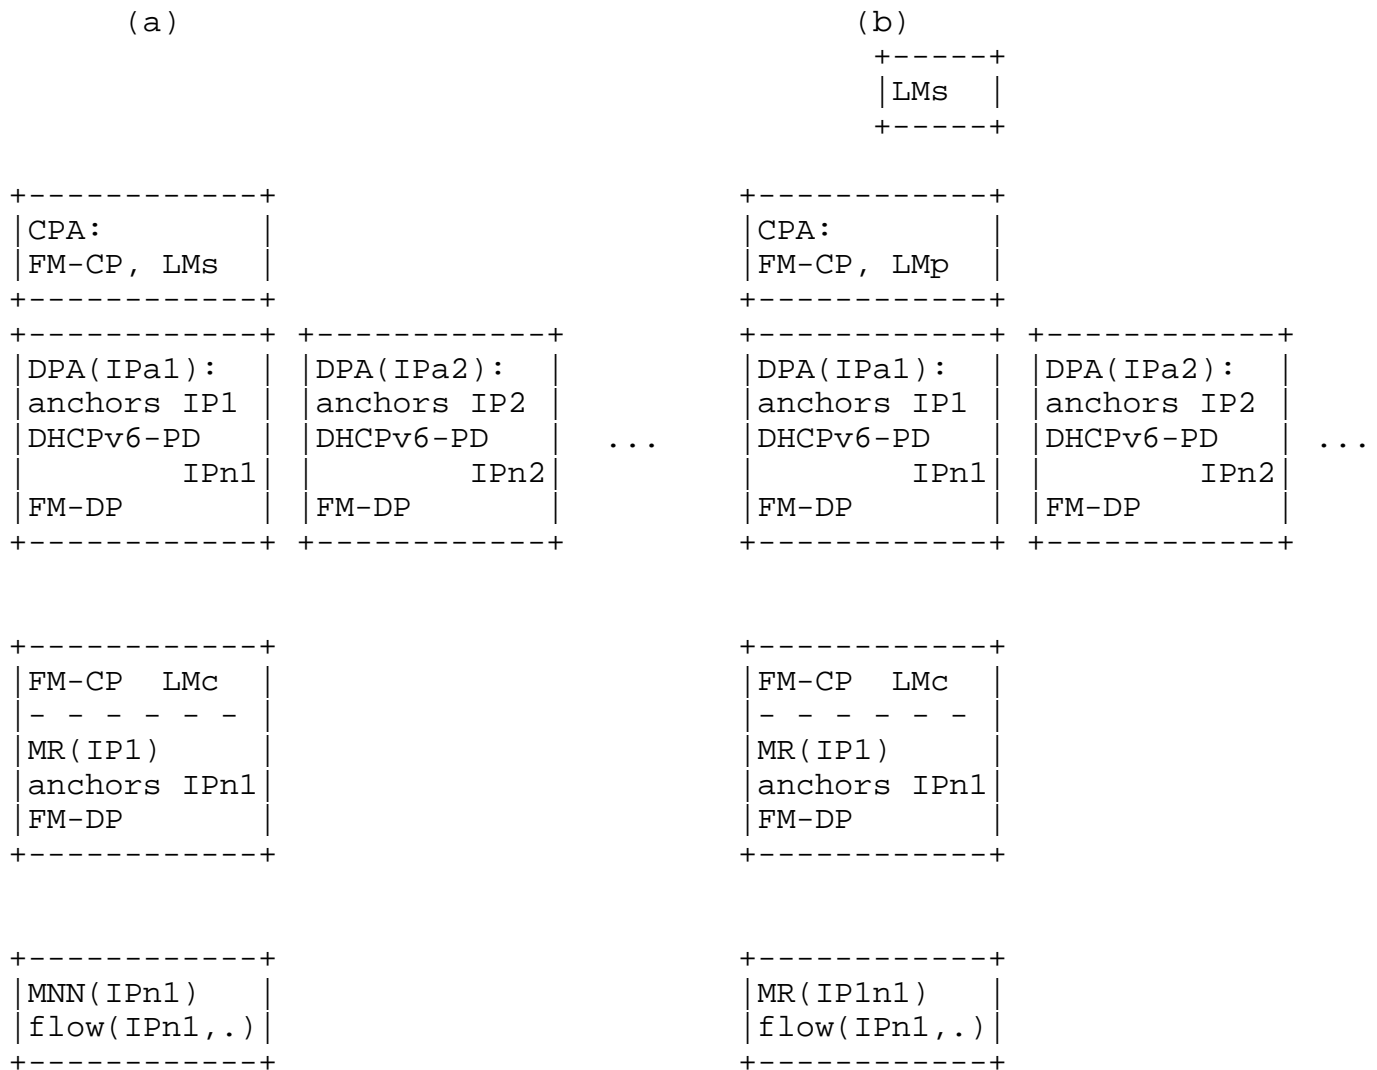 (a)                                   (b)
                                             +-----+
                                             |LMs  |
                                             +-----+

+------------+                         +------------+
|CPA:        |                         |CPA:        |
|FM-CP, LMs  |                         |FM-CP, LMp  |
+------------+                         +------------+
+------------+ +------------+          +------------+ +------------+
|DPA(IPa1):  | |DPA(IPa2):  |          |DPA(IPa1):  | |DPA(IPa2):  |
|anchors IP1 | |anchors IP2 |          |anchors IP1 | |anchors IP2 |
|DHCPv6-PD   | |DHCPv6-PD   |  ...     |DHCPv6-PD   | |DHCPv6-PD   | ...
|        IPn1| |        IPn2|          |        IPn1| |        IPn2|
|FM-DP       | |FM-DP       |          |FM-DP       | |FM-DP       |
+------------+ +------------+          +------------+ +------------+

+------------+                         +------------+
|FM-CP  LMc  |                         |FM-CP  LMc  |
|- - - - - - |                         |- - - - - - |
|MR(IP1)     |                         |MR(IP1)     |
|anchors IPn1|                         |anchors IPn1|
|FM-DP       |                         |FM-DP       |
+------------+                         +------------+

+------------+                         +------------+
|MNN(IPn1)   |                         |MR(IP1n1)   |
|flow(IPn1,.)|                         |flow(IPn1,.)|
+------------+                         +------------+